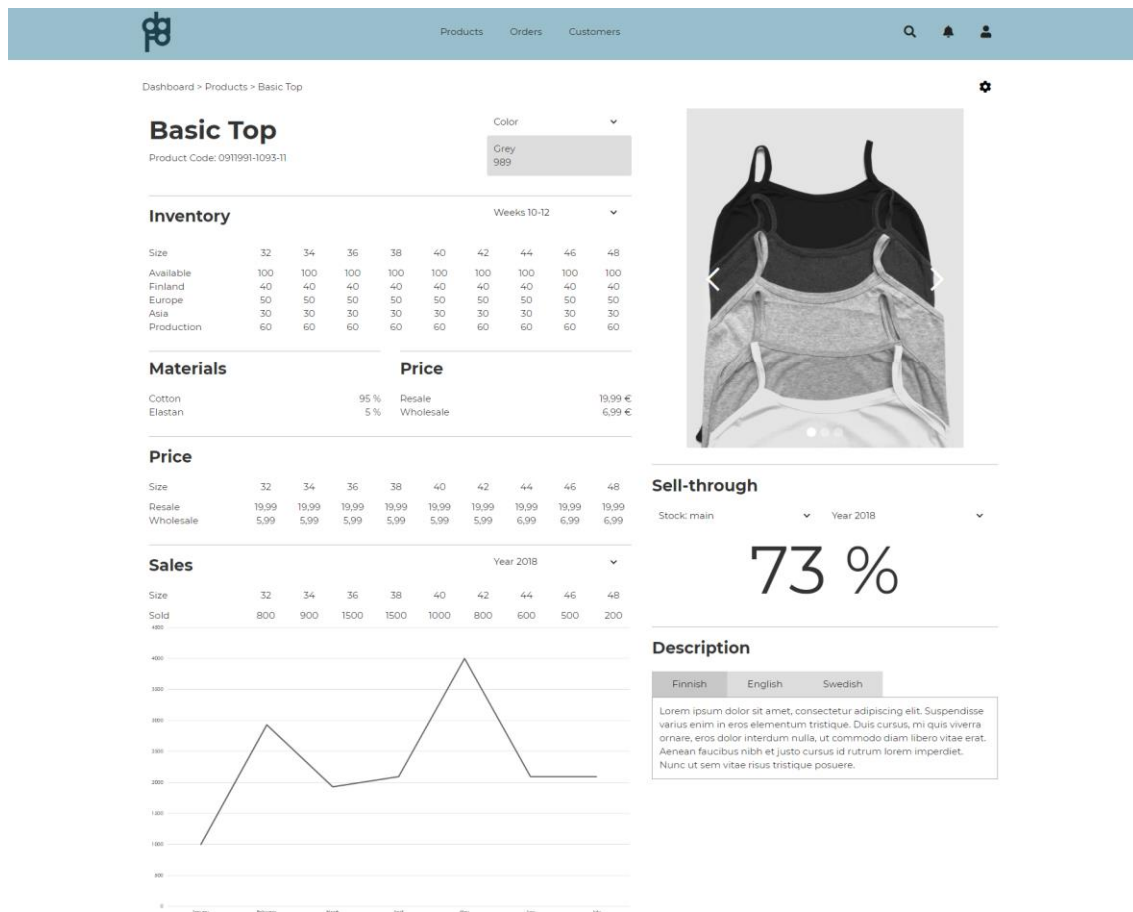 Products Orders Customers
Dashboard > Products > Basic Top
Basic Top
Product Code: 0911991-1093-11
Color
Grey
989
Inventory
Weeks 10-12
Size 32 34 36 38 40 42 44 46 48
Available 100 100 100 100 100 100 100 100 100
Finland 40 40 40 40 40 40 40 40 40
Europe 50 50 50 50 50 50 50 50 50
Asia 30 30 30 30 30 30 30 30 30
Production 60 60 60 60 60 60 60 60 60
Materials
Cotton 95 %
Elastan 5 %
Price
Resale 19,99 €
Wholesale 6,99 €
Price
Size 32 34 36 38 40 42 44 46 48
Resale 19,99 19,99 19,99 19,99 19,99 19,99 19,99 19,99 19,99
Wholesale 5,99 5,99 5,99 5,99 5,99 5,99 6,99 6,99 6,99
Sales
Year 2018
Size 32 34 36 38 40 42 44 46 48
Sold 800 900 1500 1500 1000 800 600 500 200
4500
4000
3500
3000
2500
2000
1500
1000
500
0
Sell-through
Stock: main
Year 2018
73 %
Description
Finnish English Swedish
Lorem ipsum dolor sit amet, consectetur adipiscing elit. Suspendisse
varius enim in eros elementum tristique. Duis cursus, mi quis viverra
ornare, eros dolor interdum nulla, ut commodo diam libero vitae erat.
Aenean faucibus nibh et justo cursus id rutrum lorem imperdiet.
Nunc ut sem vitae risus tristique posuere.